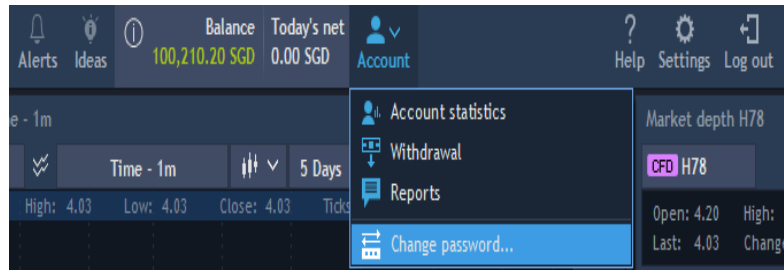 Alerts
Ideas
Balance
100,210.20 SGD
Today's net
0.00 SGD
Account
Help
Settings
Log out
e - 1m
Account statistics
Withdrawal
Reports
Change password...
Market depth H78
Time - 1m
5 Days
CFD H78
High: 4.03 Low: 4.03 Close: 4.03 Ticks
Open: 4.20 High:
Last: 4.03 Change